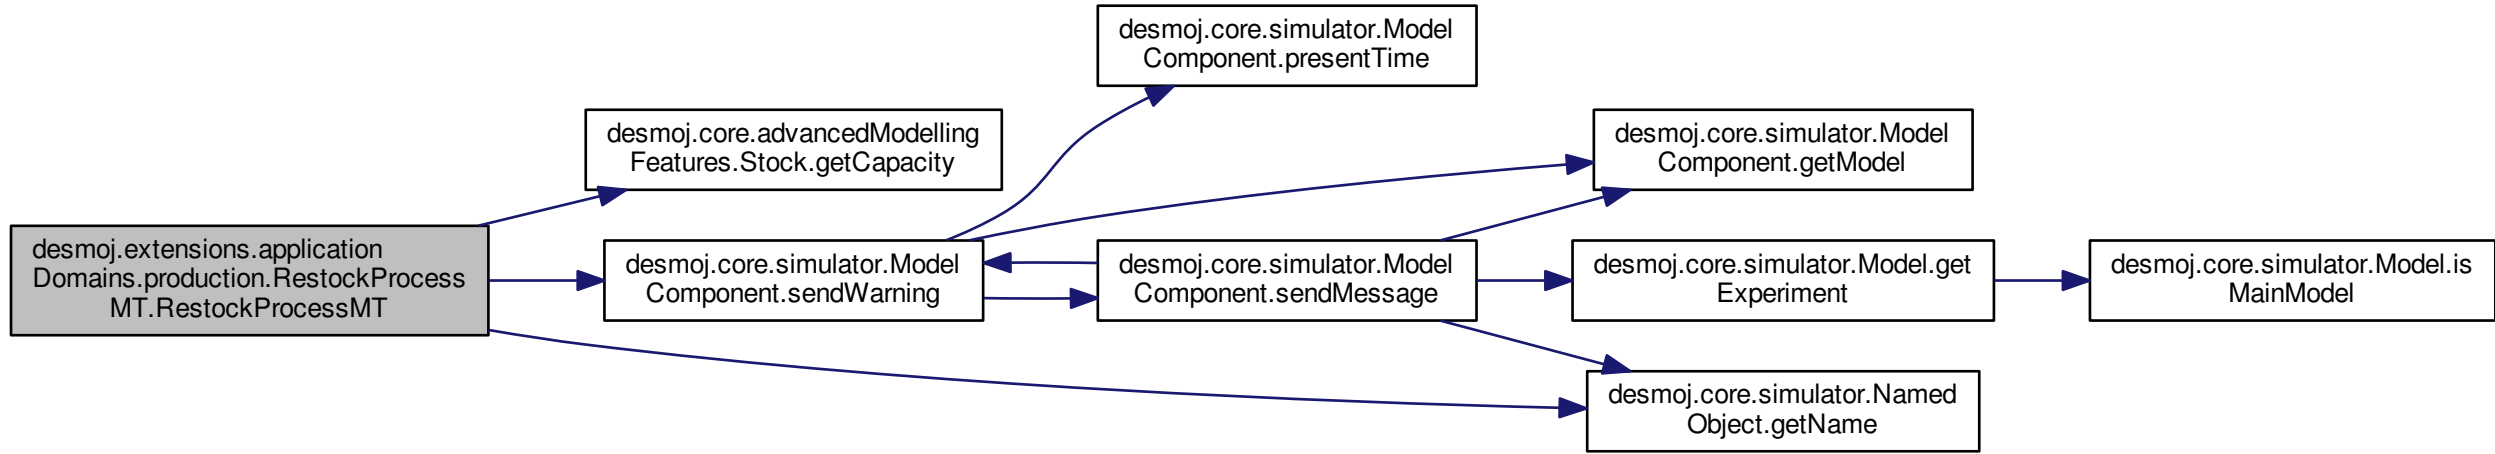 desmoj.extensions.application
Domains.production.RestockProcess
MT.RestockProcessMT
desmoj.core.advancedModelling
Features.Stock.getCapacity
desmoj.core.simulator.Model
Component.sendWarning
desmoj.core.simulator.Model
Component.presentTime
desmoj.core.simulator.Model
Component.sendMessage
desmoj.core.simulator.Model
Component.getModel
desmoj.core.simulator.Model.get
Experiment
desmoj.core.simulator.Named
Object.getName
desmoj.core.simulator.Model.is
MainModel